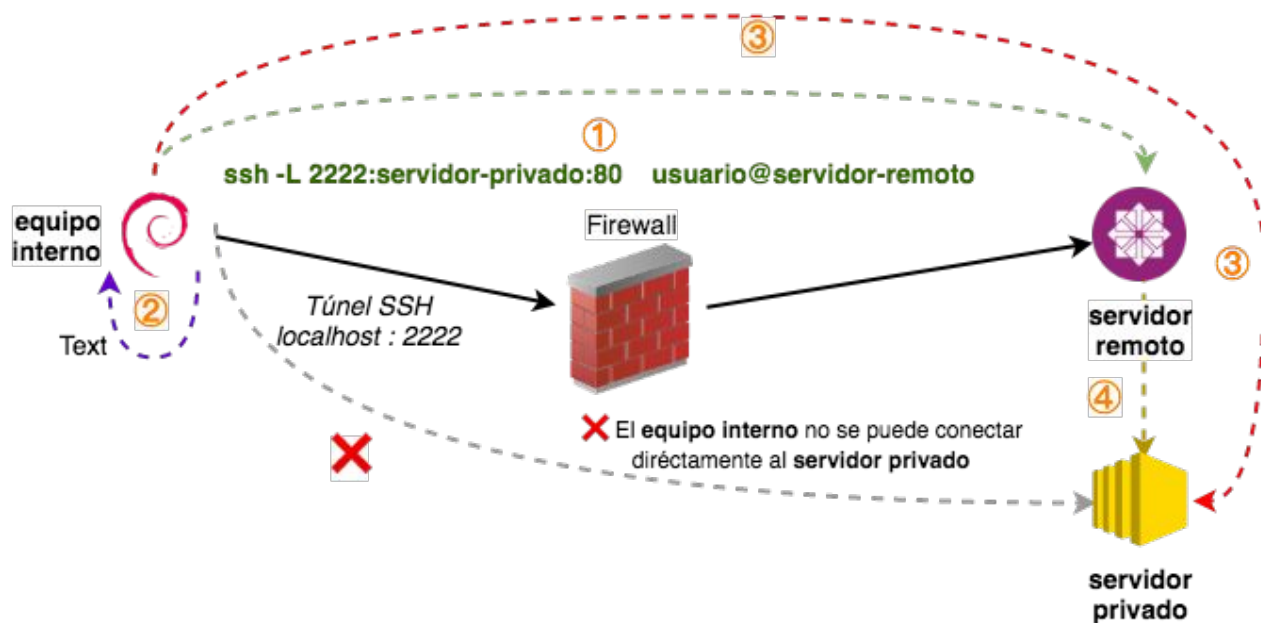 ③
①
ssh -L 2222:servidor-privado:80 usuario@servidor-remoto
equipo
interno
Firewall
③
②
Text
Túnel SSH
localhost : 2222
servidor
remoto
④
El equipo interno no se puede conectar
diréctamente al servidor privado
servidor
privado